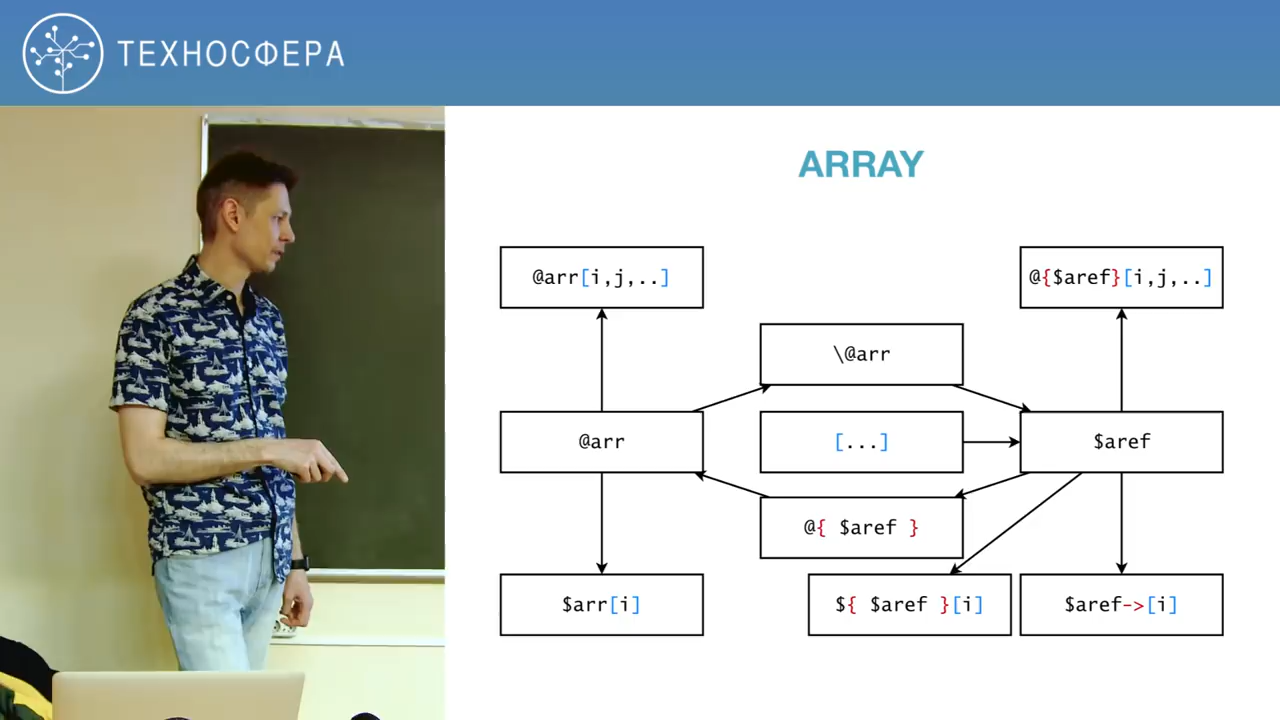 ТЕХНОСФЕРА
ARRAY
@arr[i,j,..]
@{$aref}[i,j,..]
\@arr
@arr
[...]
$aref
@{ $aref }
$arr[i]
${ $aref }[i]
$aref->[i]